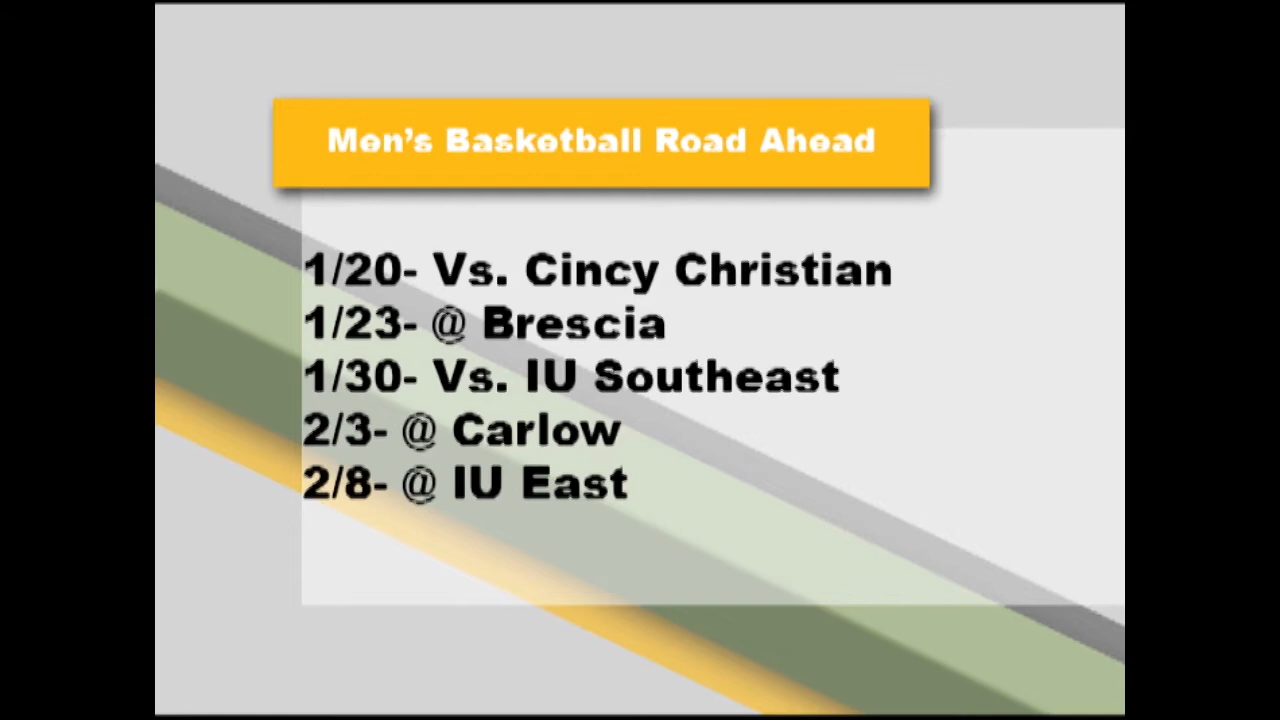 Men's Basketball Road Ahead
1/20- Vs. Cincy Christian
1/23- @ Brescia
1/30- Vs. IU Southeast
2/3- @ Carlow
2/8- @ IU East